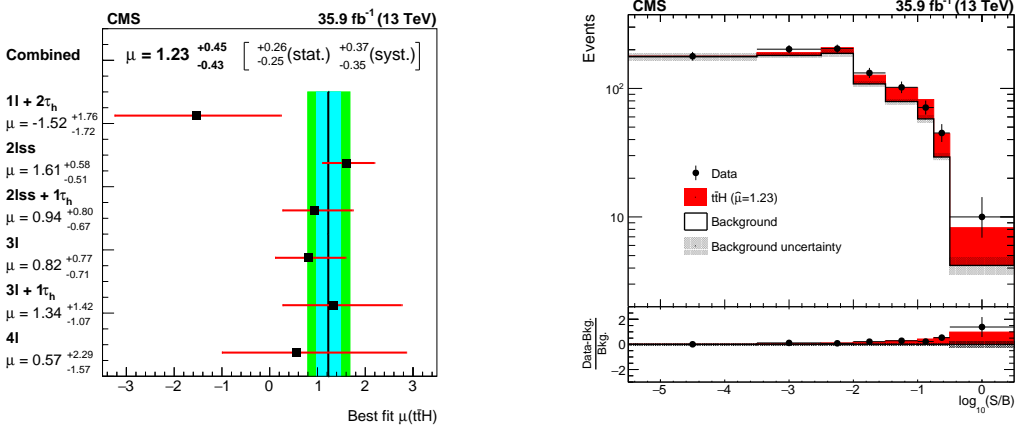 CMS 35.9 fb⁻¹ (13 TeV)
Combined μ = 1.23 +0.45 -0.43 [ +0.26 -0.25 (stat.) +0.37 -0.35 (syst.) ]
1l + 2τh
μ = -1.52 +1.76 -1.72
2lss
μ = 1.61 +0.58 -0.51
2lss + 1τh
μ = 0.94 +0.80 -0.67
3l
μ = 0.82 +0.77 -0.71
3l + 1τh
μ = 1.34 +1.42 -1.07
4l
μ = 0.57 +2.29 -1.57
−3 −2 −1 0 1 2 3
Best fit μ(tt̄H)
CMS 35.9 fb⁻¹ (13 TeV)
Events
10²
10
Data
tt̄H (μ̂=1.23)
Background
Background uncertainty
Data-Bkg.
Bkg.
2
0
−2
−5 −4 −3 −2 −1 0
log₁₀(S/B)